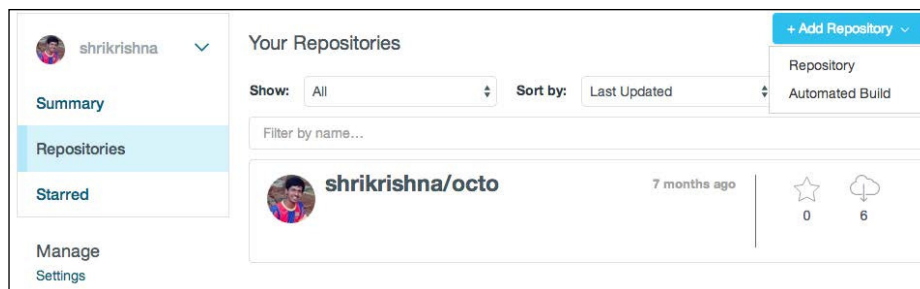 shrikrishna
Summary
Repositories
Starred
Manage
Settings
Your Repositories
+ Add Repository
Repository
Automated Build
Show: All Sort by: Last Updated
Filter by name...
shrikrishna/octo 7 months ago
0 6